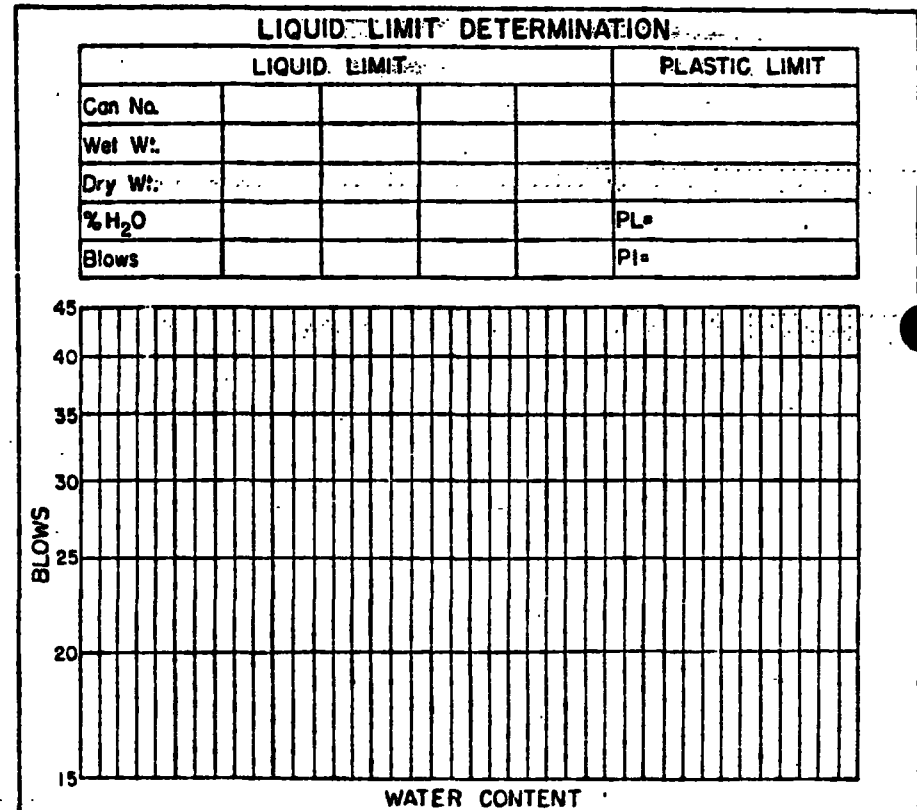 LIQUID LIMIT DETERMINATION
LIQUID LIMIT PLASTIC LIMIT
Can No.
Wet Wt.
Dry Wt.
% H₂O PL=
Blows PI=
45
40
35
30
25
20
15
BLOWS
WATER CONTENT